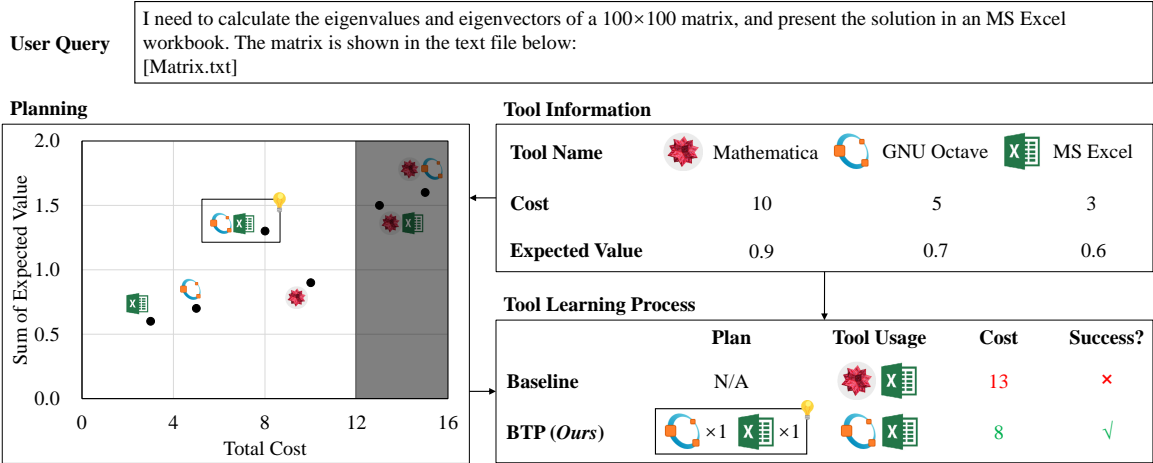 User Query
I need to calculate the eigenvalues and eigenvectors of a 100×100 matrix, and present the solution in an MS Excel
workbook. The matrix is shown in the text file below:
[Matrix.txt]
Planning
Sum of Expected Value
2.0
1.5
1.0
0.5
0.0
0 4 8 12 16
Total Cost
Tool Information
Tool Name Mathematica GNU Octave MS Excel
Cost 10 5 3
Expected Value 0.9 0.7 0.6
Tool Learning Process
Plan Tool Usage Cost Success?
Baseline N/A 13 ×
BTP (Ours) ×1 ×1 8 √